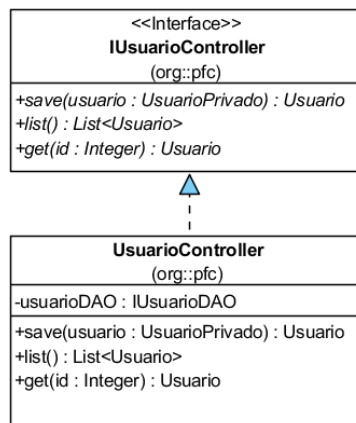 <<Interface>>
IUsuarioController
(org::pfc)
+save(usuario : UsuarioPrivado) : Usuario
+list() : List<Usuario>
+get(id : Integer) : Usuario
UsuarioController
(org::pfc)
-usuarioDAO : IUsuarioDAO
+save(usuario : UsuarioPrivado) : Usuario
+list() : List<Usuario>
+get(id : Integer) : Usuario